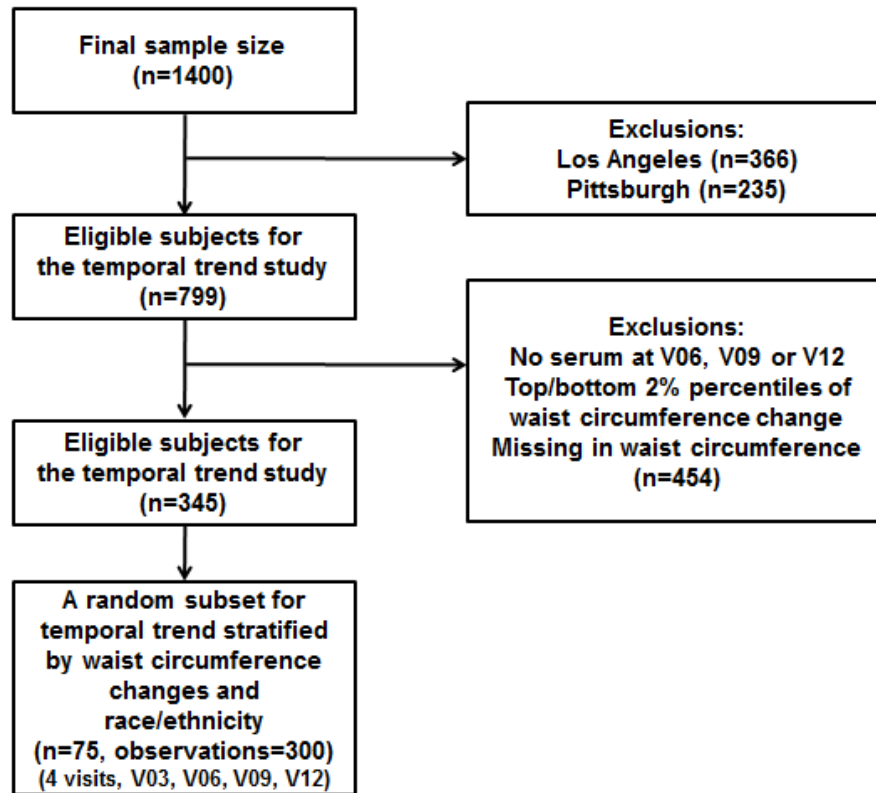 Final sample size
(n=1400)
Exclusions:
Los Angeles (n=366)
Pittsburgh (n=235)
Eligible subjects for
the temporal trend study
(n=799)
Exclusions:
No serum at V06, V09 or V12
Top/bottom 2% percentiles of
waist circumference change
Missing in waist circumference
(n=454)
Eligible subjects for
the temporal trend study
(n=345)
A random subset for
temporal trend stratified
by waist circumference
changes and
race/ethnicity
(n=75, observations=300)
(4 visits, V03, V06, V09, V12)